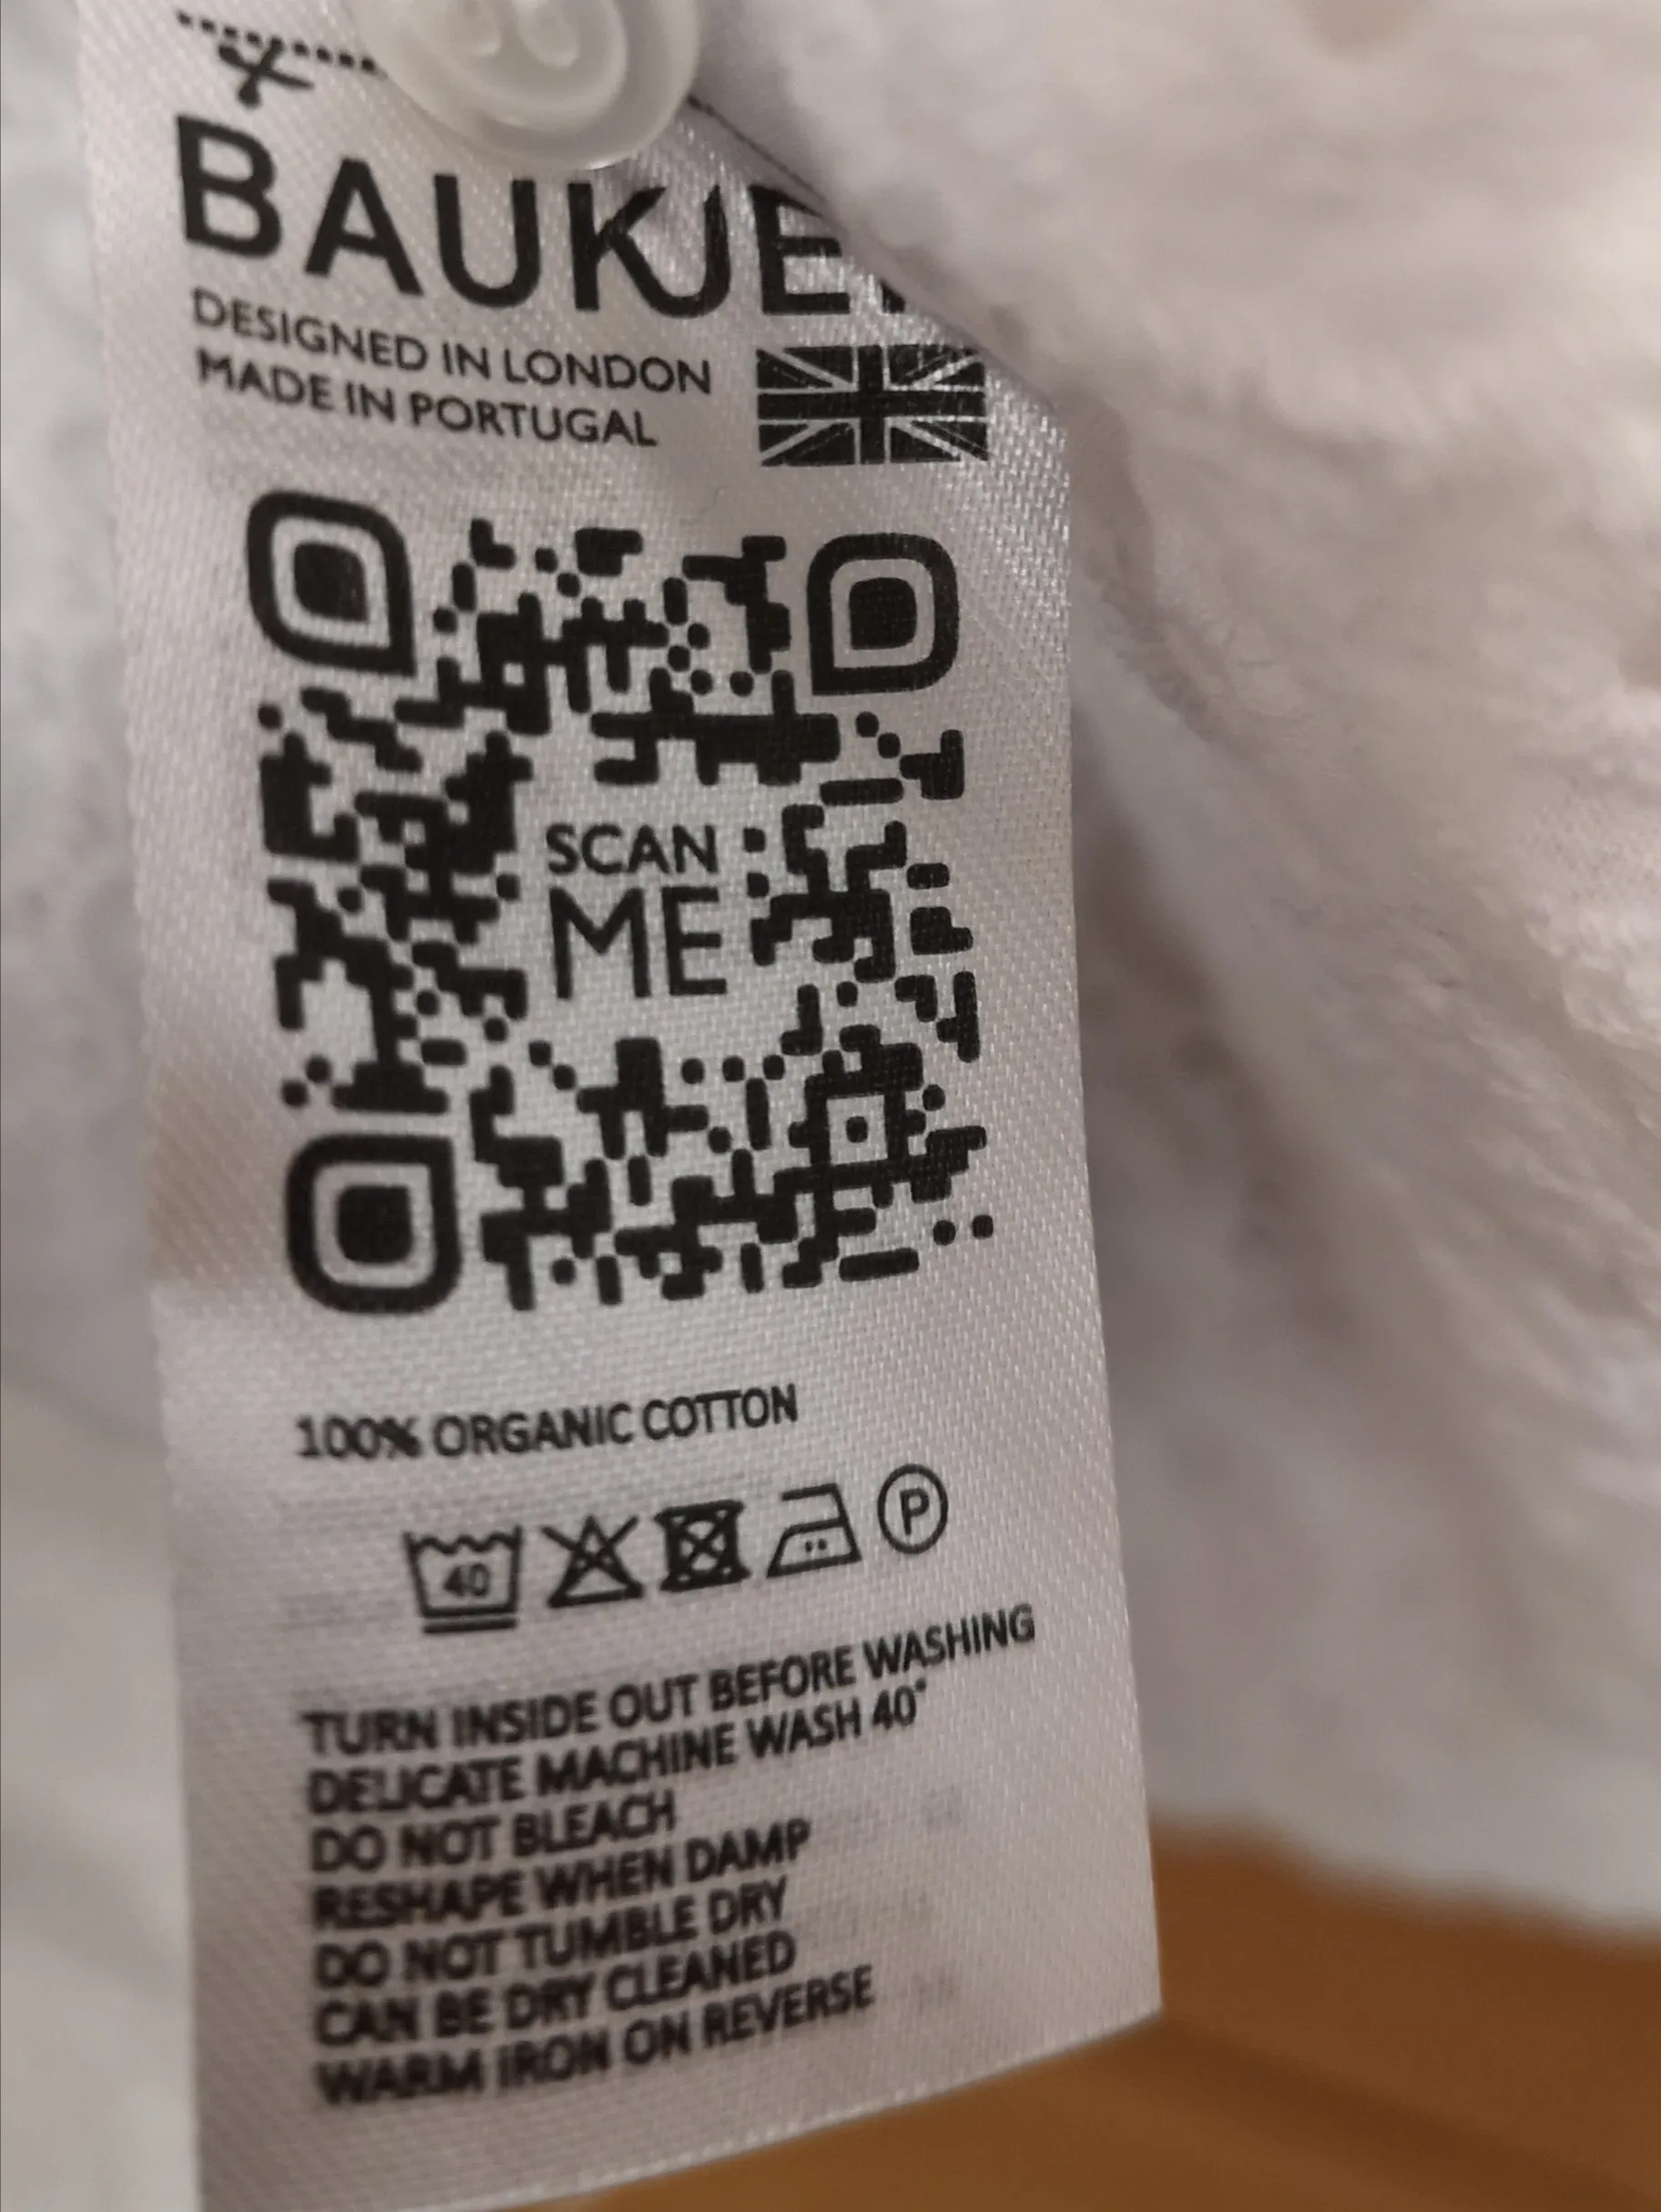 BAUKJE
DESIGNED IN LONDON
MADE IN PORTUGAL
SCAN
ME
100% ORGANIC COTTON
40
P
TURN INSIDE OUT BEFORE WASHING
DELICATE MACHINE WASH 40°
DO NOT BLEACH
RESHAPE WHEN DAMP
DO NOT TUMBLE DRY
CAN BE DRY CLEANED
WARM IRON ON REVERSE